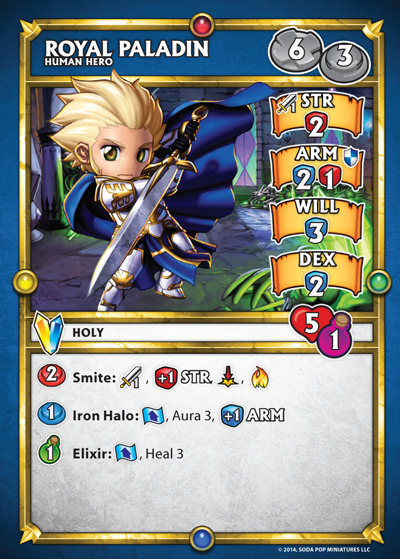 ROYAL PALADIN
HUMAN HERO
6 3
STR
2
ARM
2 1
WILL
3
DEX
2
5
1
HOLY
2 Smite: , +1 STR , 
1 Iron Halo: , Aura 3, +1 ARM
1 Elixir: , Heal 3
© 2014, SODA POP MINIATURES LLC